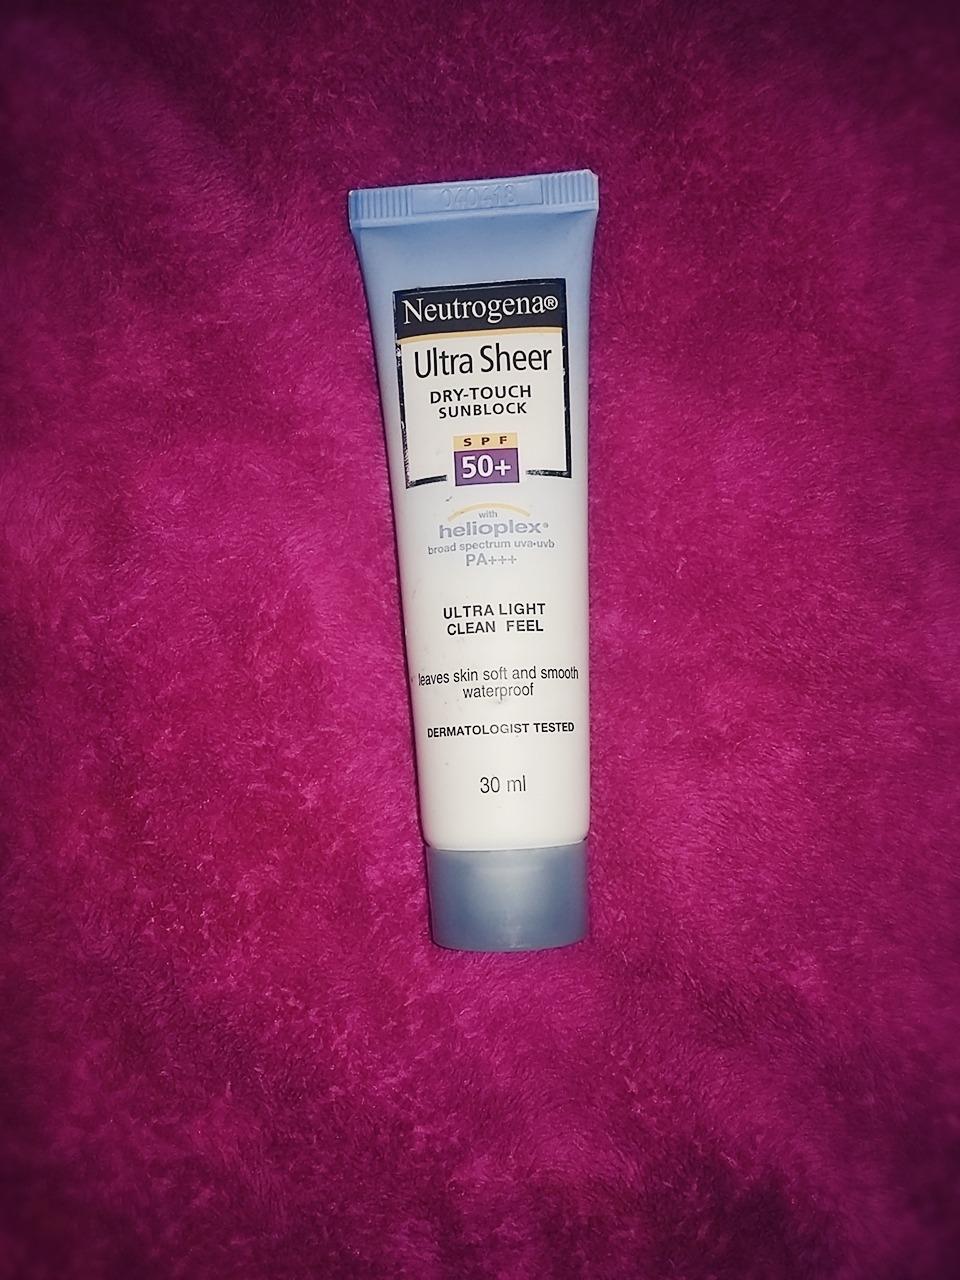 Neutrogena®
Ultra Sheer
DRY-TOUCH
SUNBLOCK
SPF
50+
with
helioplex®
broad spectrum uva•uvb
PA+++
ULTRA LIGHT
CLEAN FEEL
leaves skin soft and smooth
waterproof
DERMATOLOGIST TESTED
30 ml